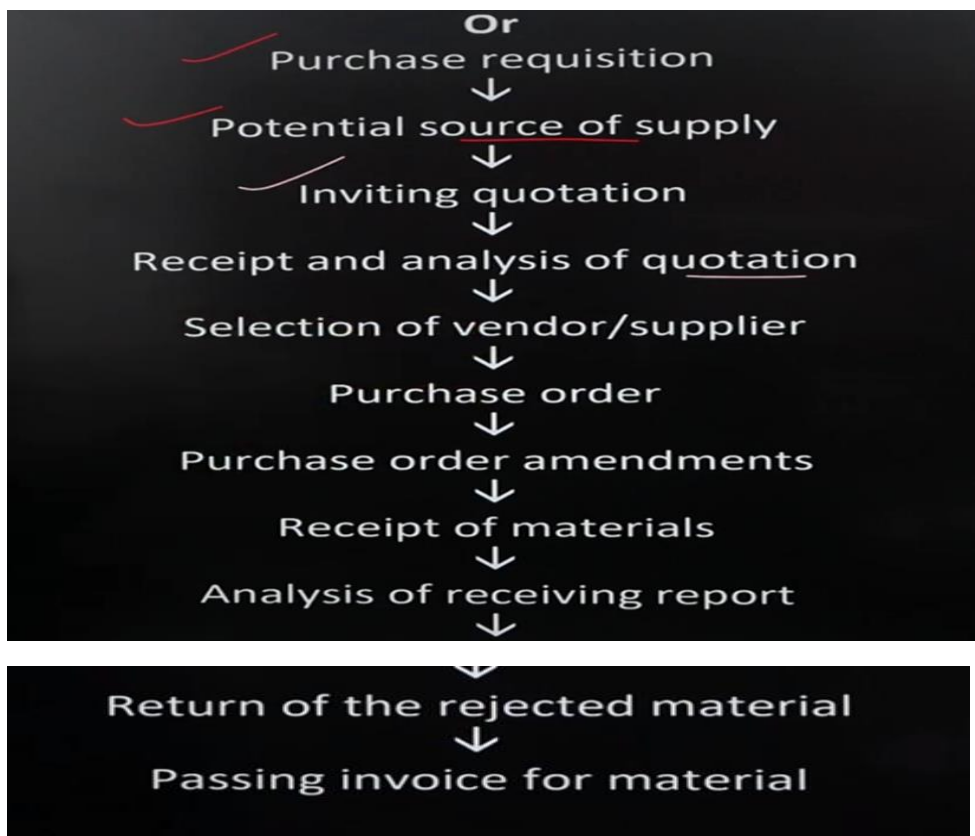 Or
Purchase requisition
↓
Potential source of supply
↓
Inviting quotation
↓
Receipt and analysis of quotation
↓
Selection of vendor/supplier
↓
Purchase order
↓
Purchase order amendments
↓
Receipt of materials
↓
Analysis of receiving report
↓
↓
Return of the rejected material
↓
Passing invoice for material